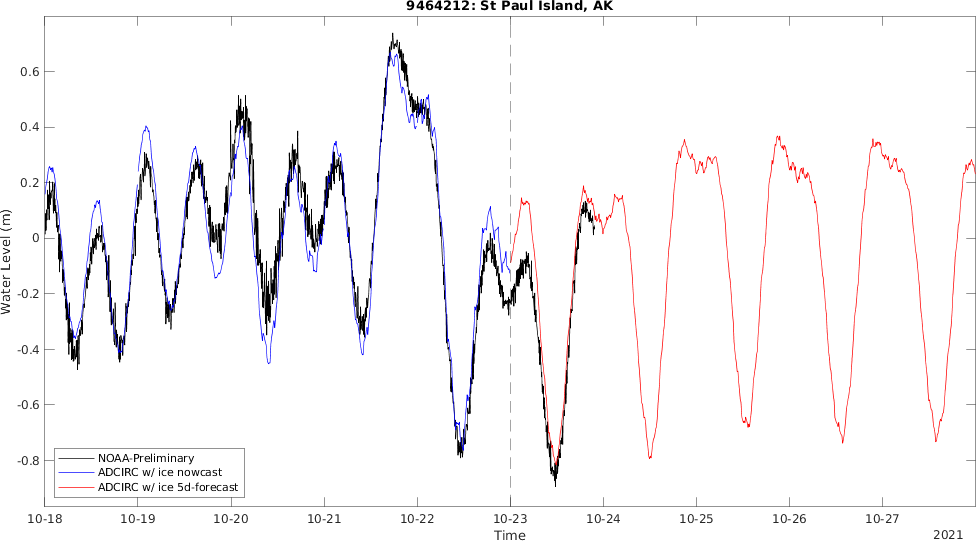 9464212: St Paul Island, AK
Water Level (m)
0.6
0.4
0.2
0
-0.2
-0.4
-0.6
-0.8
NOAA-Preliminary
ADCIRC w/ ice nowcast
ADCIRC w/ ice 5d-forecast
10-18 10-19 10-20 10-21 10-22 10-23 10-24 10-25 10-26 10-27
Time
2021